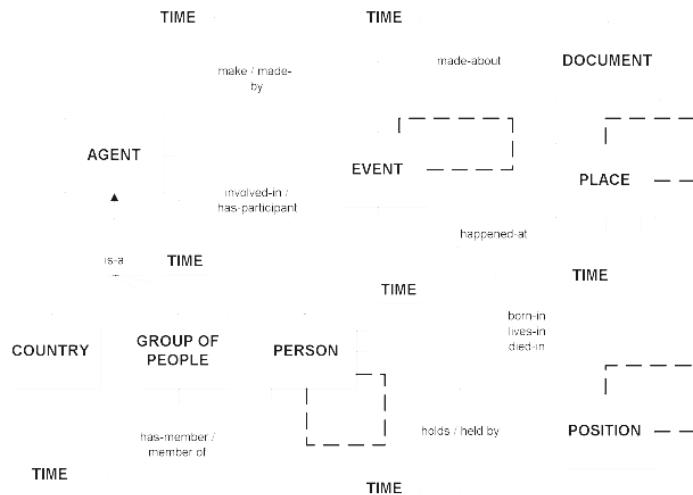 TIME
TIME
made-about
DOCUMENT
make / made-
by
AGENT
EVENT
PLACE
involved-in /
has-participant
happened-at
is-a
TIME
TIME
TIME
born-in
lives-in
died-in
COUNTRY
GROUP OF
PEOPLE
PERSON
has-member /
member of
holds / held by
POSITION
TIME
TIME